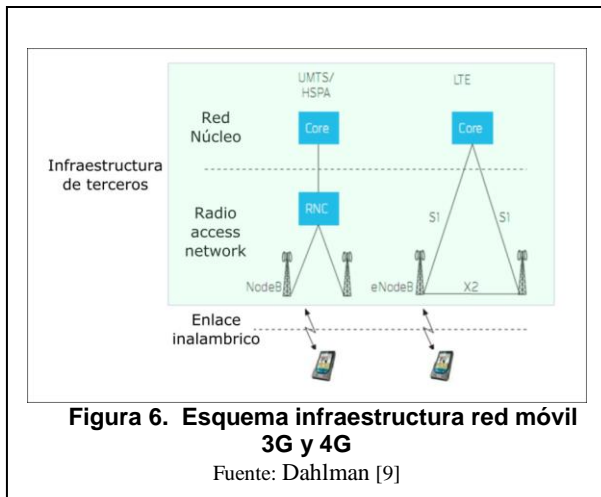 UMTS/
HSPA
LTE
Red
Núcleo
Core
Core
Infraestructura
de terceros
Radio
access
network
RNC
S1
S1
NodeB
eNodeB
X2
Enlace
inalambrico
Figura 6. Esquema infraestructura red móvil
3G y 4G
Fuente: Dahlman [9]